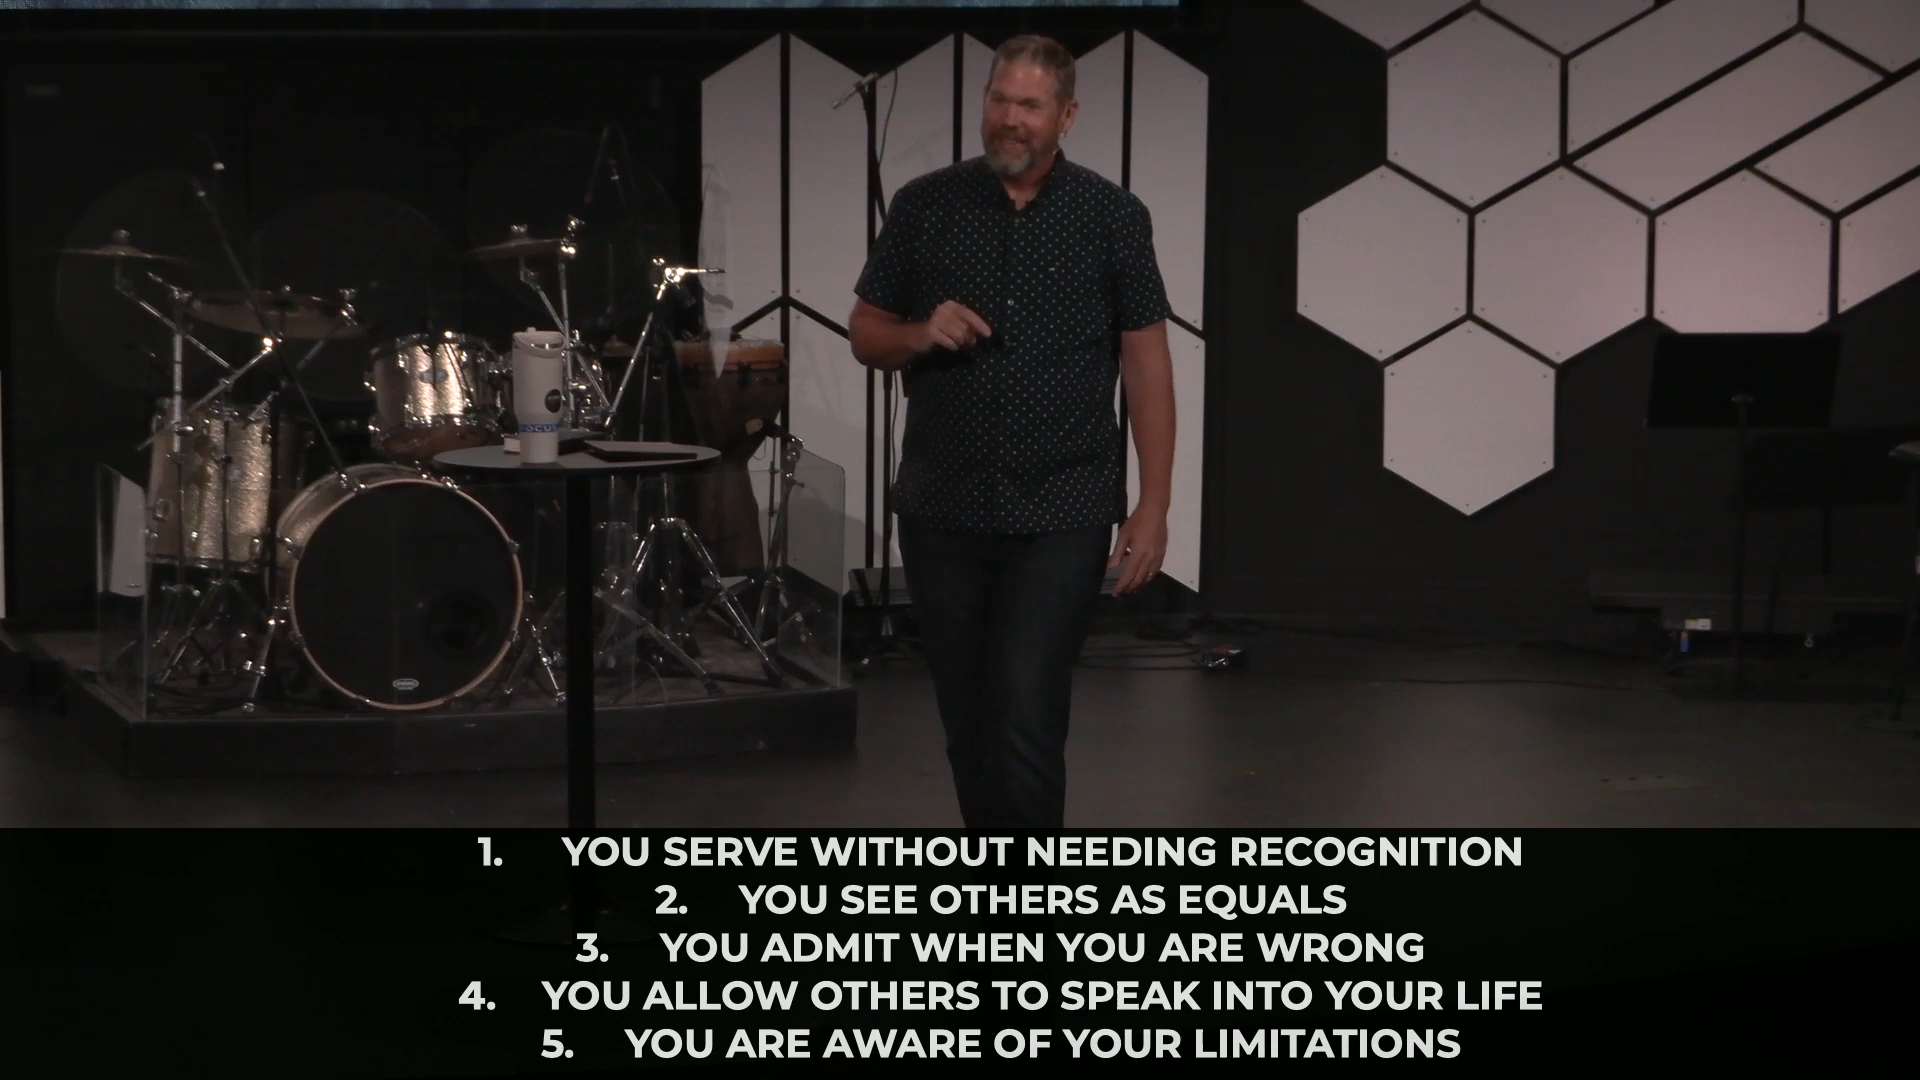 FOCUS
1. YOU SERVE WITHOUT NEEDING RECOGNITION
2. YOU SEE OTHERS AS EQUALS
3. YOU ADMIT WHEN YOU ARE WRONG
4. YOU ALLOW OTHERS TO SPEAK INTO YOUR LIFE
5. YOU ARE AWARE OF YOUR LIMITATIONS